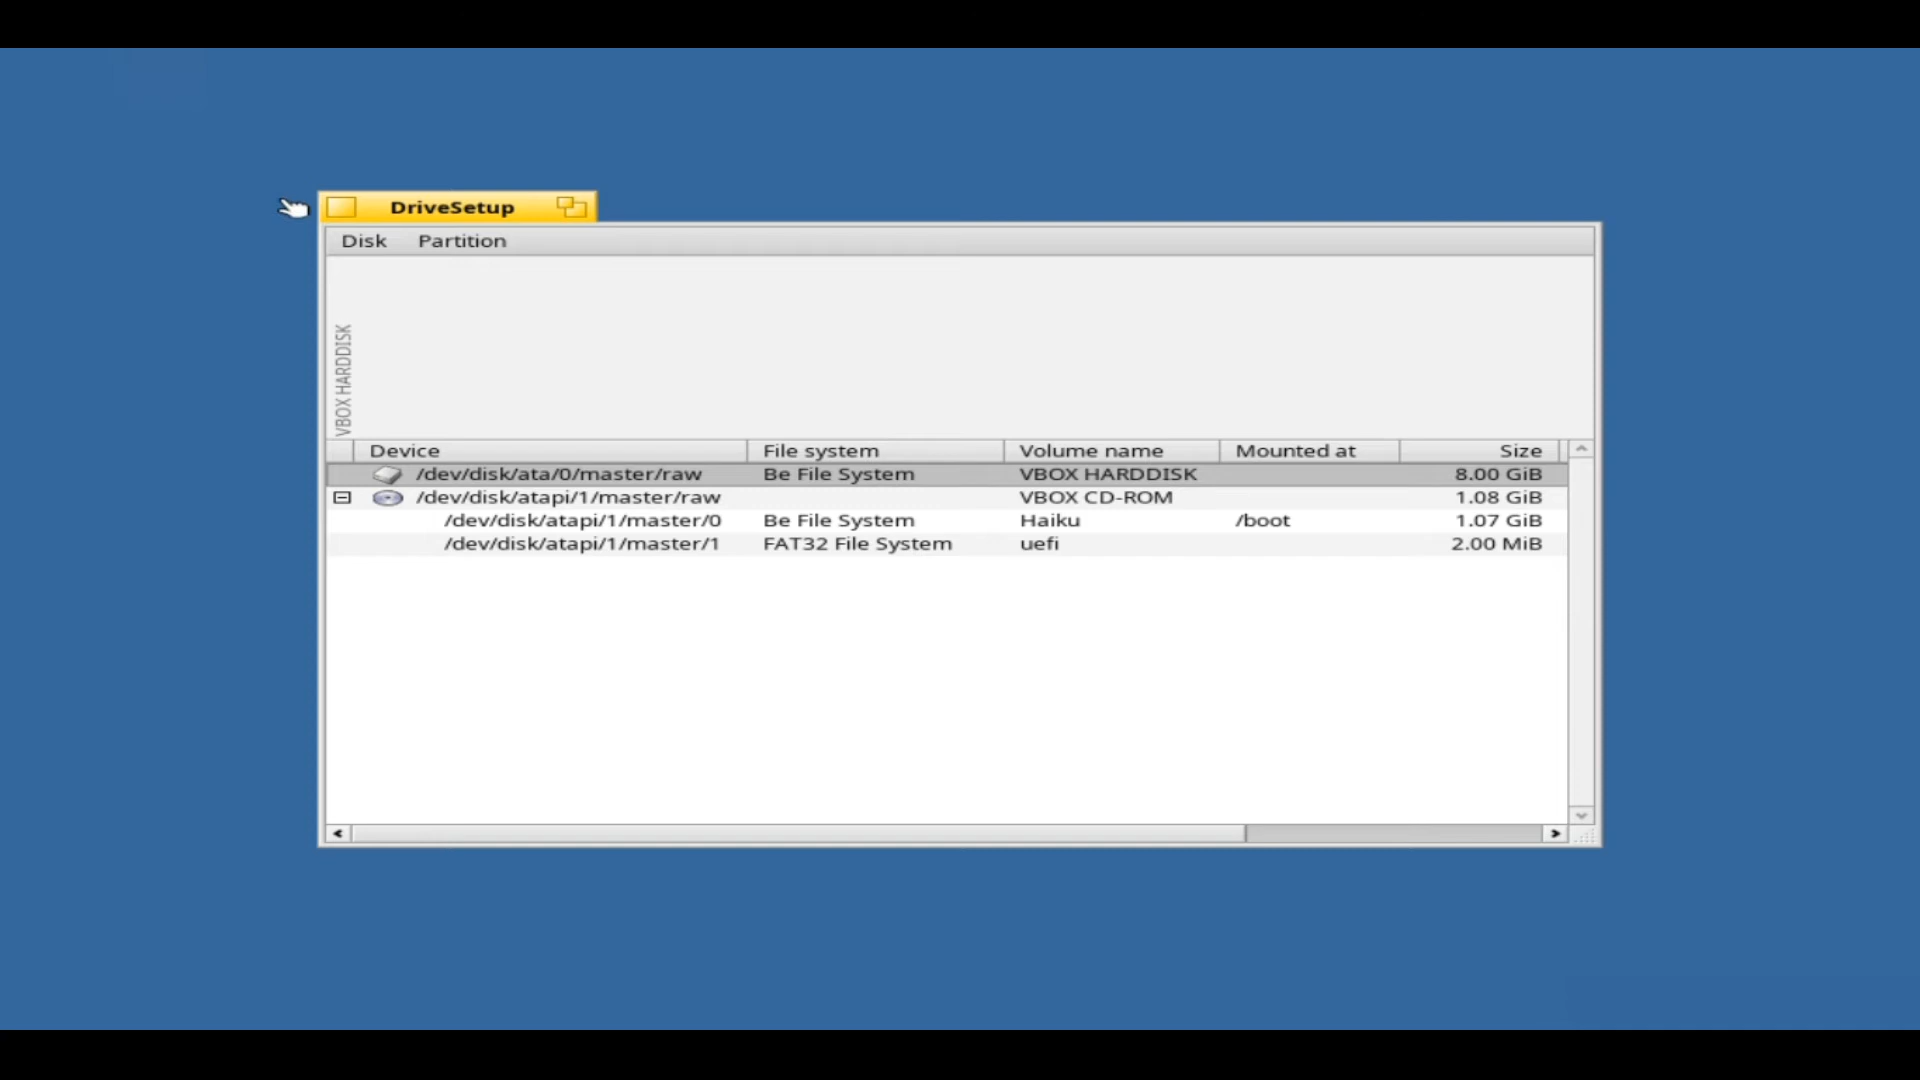 DriveSetup
Disk Partition
VBOX HARDDISK
Device File system Volume name Mounted at Size
/dev/disk/ata/0/master/raw Be File System VBOX HARDDISK 8.00 GiB
/dev/disk/atapi/1/master/raw VBOX CD-ROM 1.08 GiB
/dev/disk/atapi/1/master/0 Be File System Haiku /boot 1.07 GiB
/dev/disk/atapi/1/master/1 FAT32 File System uefi 2.00 MiB